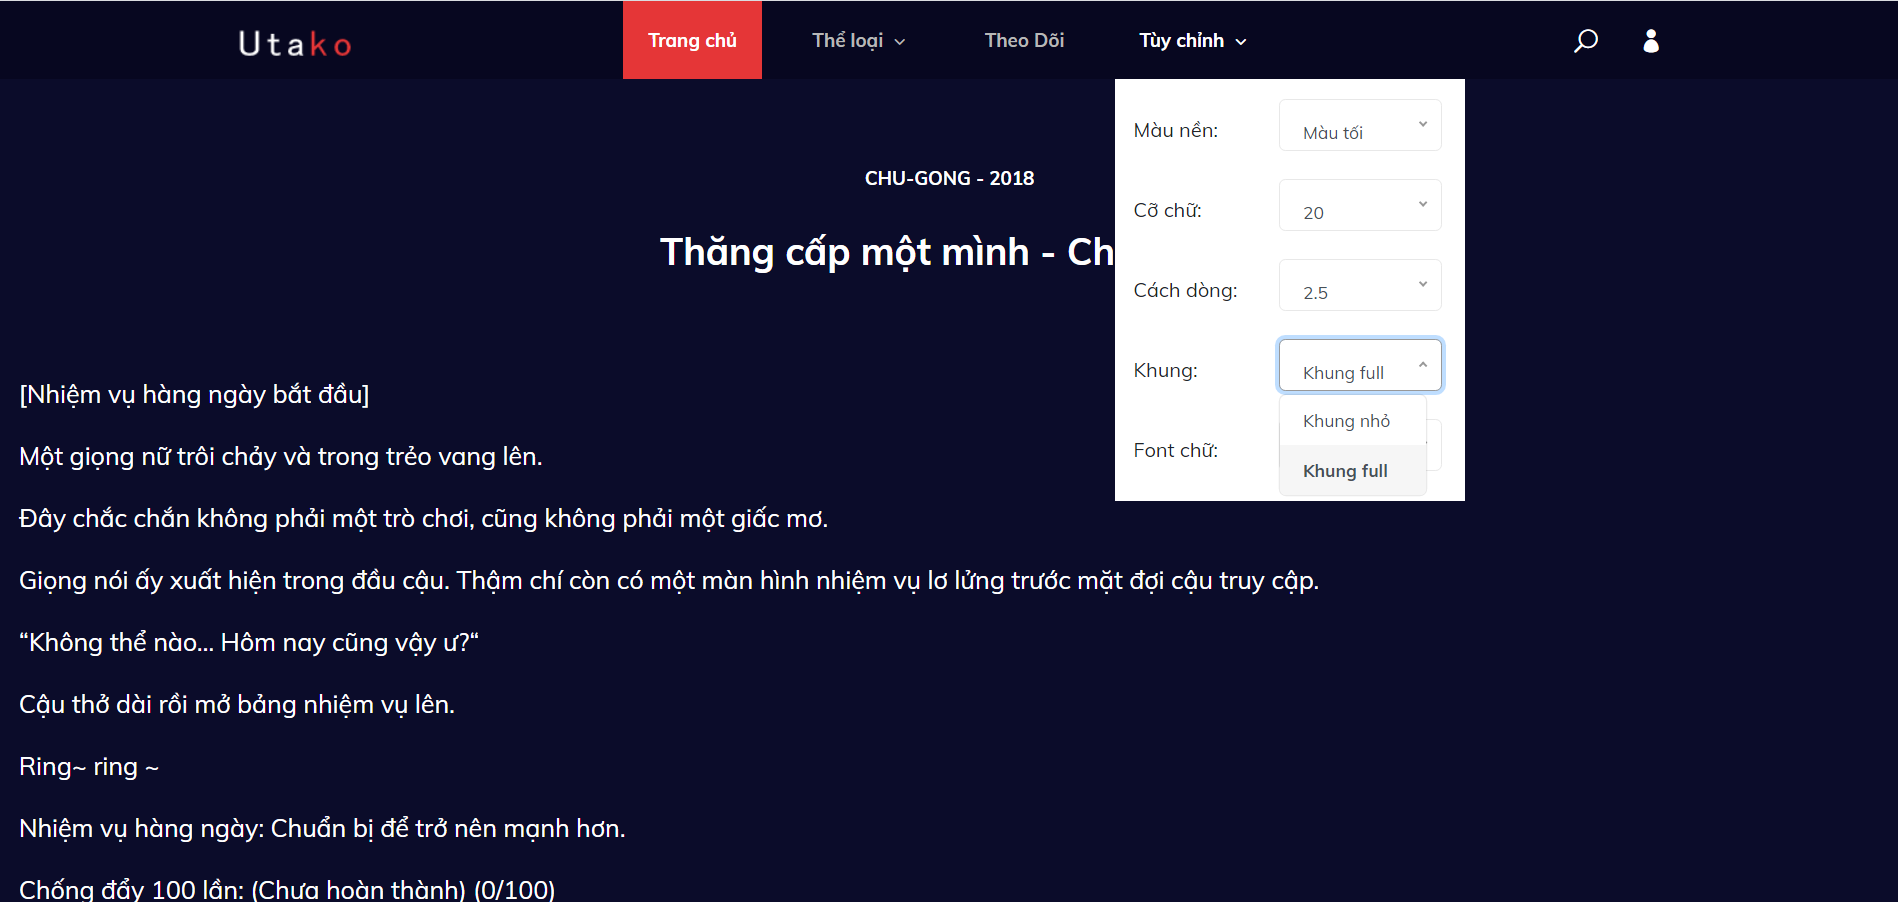 Utako
Trang chủ
Thể loại
Theo Dõi
Tùy chỉnh
Màu nền:
Màu tối
Cỡ chữ:
20
Cách dòng:
2.5
Khung:
Khung full
Khung nhỏ
Khung full
Font chữ:
CHU-GONG - 2018
Thăng cấp một mình - Ch
[Nhiệm vụ hàng ngày bắt đầu]
Một giọng nữ trôi chảy và trong trẻo vang lên.
Đây chắc chắn không phải một trò chơi, cũng không phải một giấc mơ.
Giọng nói ấy xuất hiện trong đầu cậu. Thậm chí còn có một màn hình nhiệm vụ lơ lửng trước măt đợi cậu truy cập.
“Không thể nào... Hôm nay cũng vậy ư?“
Cậu thở dài rồi mở bảng nhiệm vụ lên.
Ring~ ring ~
Nhiệm vụ hàng ngày: Chuẩn bị để trở nên mạnh hơn.
Chống đẩy 100 lần: (Chưa hoàn thành) (0/100)